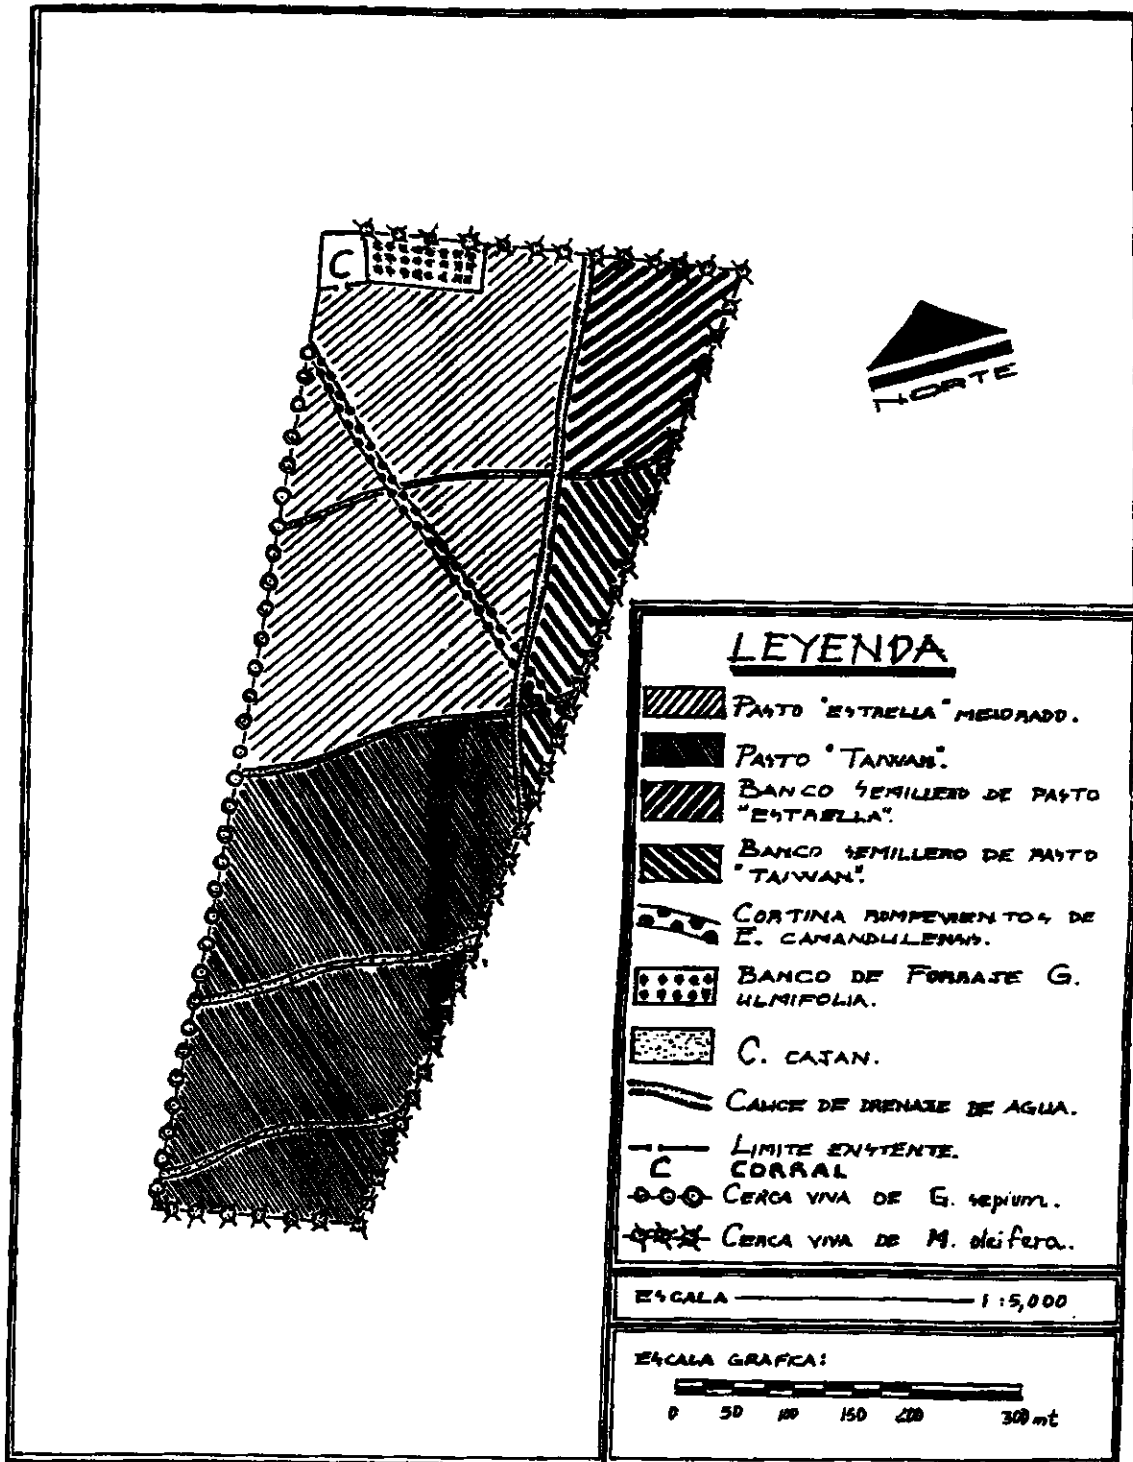 C
NORTE
LEYENDA
PASTO "ESTRELLA" MEJORADO.
PASTO "TAIWAN".
BANCO SEMILLERO DE PASTO
"ESTRELLA".
BANCO SEMILLERO DE PASTO
"TAIWAN".
CORTINA ROMPEVIENTOS DE
E. CAMANDULENSIS.
BANCO DE FORRAJE G.
ULMIFOLIA.
C. CAJAN.
CAUCE DE DRENAJE DE AGUA.
LIMITE EXISTENTE.
C CORRAL
CERCA VIVA DE G. sepium.
CERCA VIVA DE M. oleifera.
ESCALA 1:5,000
ESCALA GRAFICA:
0 50 100 150 200 300 mt